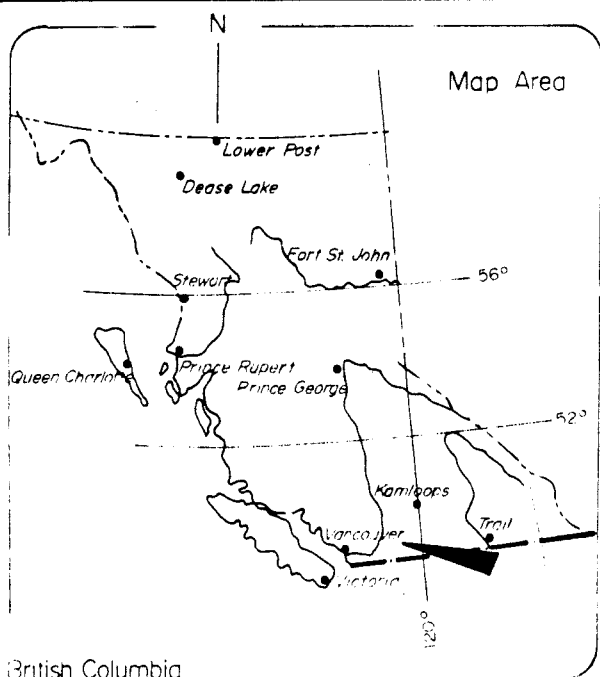 N
Map Area
Lower Post
Dease Lake
Fort St. John
Stewart
56°
Prince Rupert
Queen Charlotte
Prince George
52°
Kamloops
Vancouver
Trail
Victoria
120°
British Columbia